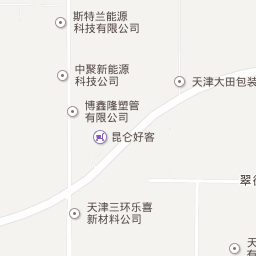 斯特兰能源
科技有限公司
中聚新能源
科技公司
天津大田包装
博鑫隆塑管
有限公司
昆仑好客
翠
天津三环乐喜
新材料公司
天
有